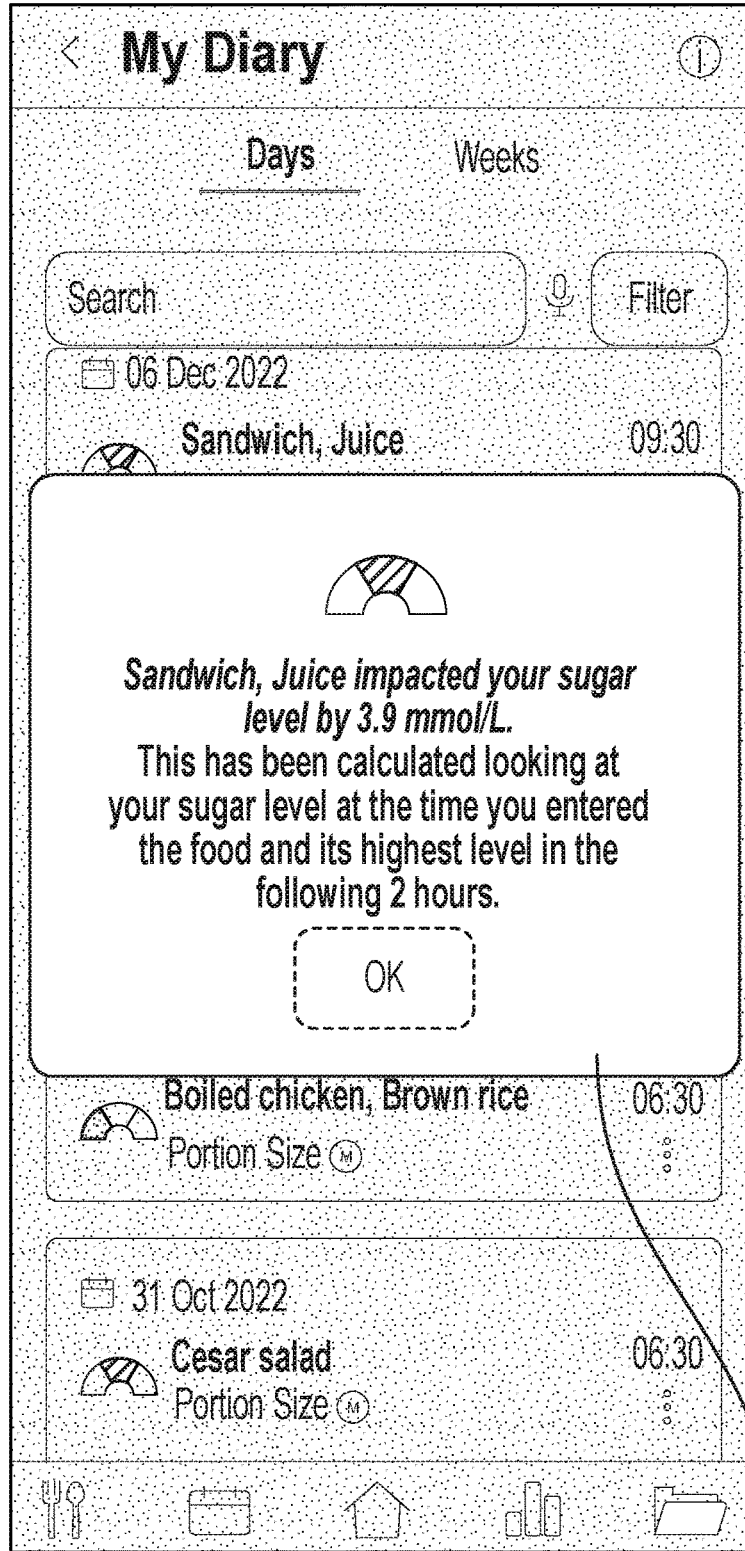 My Diary
Days Weeks
Search Filter
06 Dec 2022
Sandwich, Juice 09:30
Sandwich, Juice impacted your sugar
level by 3.9 mmol/L.
This has been calculated looking at
your sugar level at the time you entered
the food and its highest level in the
following 2 hours.
OK
Boiled chicken, Brown rice 06:30
Portion Size M
31 Oct 2022
Cesar salad 06:30
Portion Size M